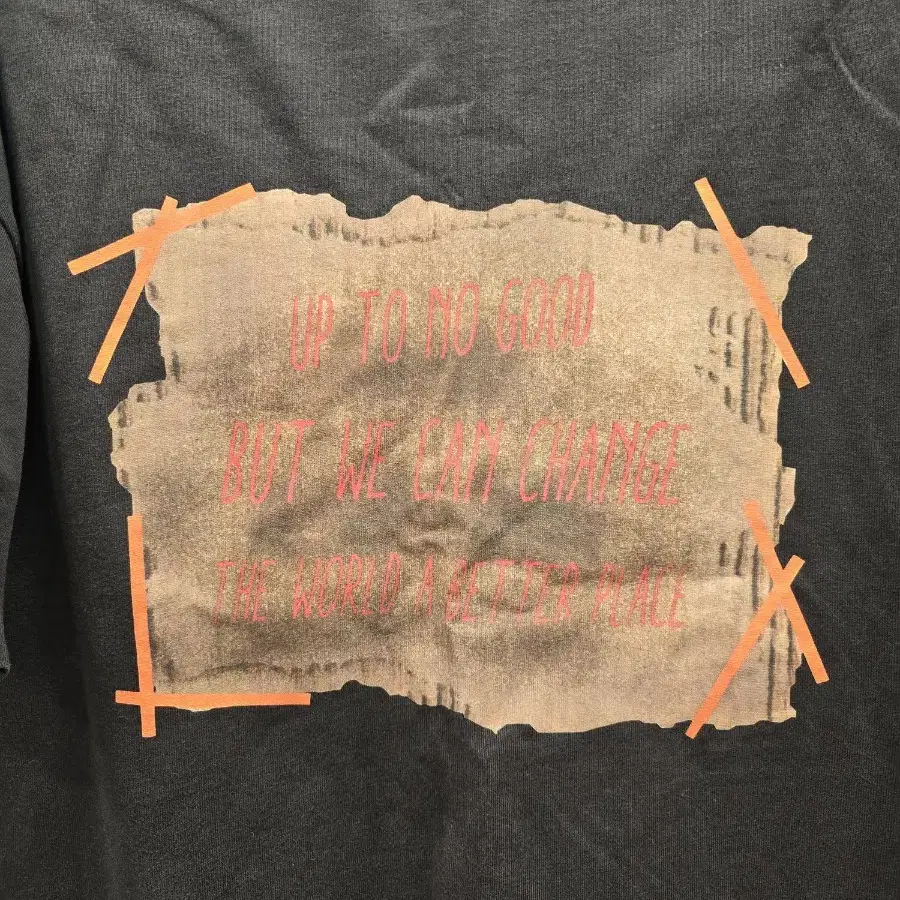 UP TO NO GOOD
BUT WE CAN CHANGE
THE WORLD A BETTER PLACE